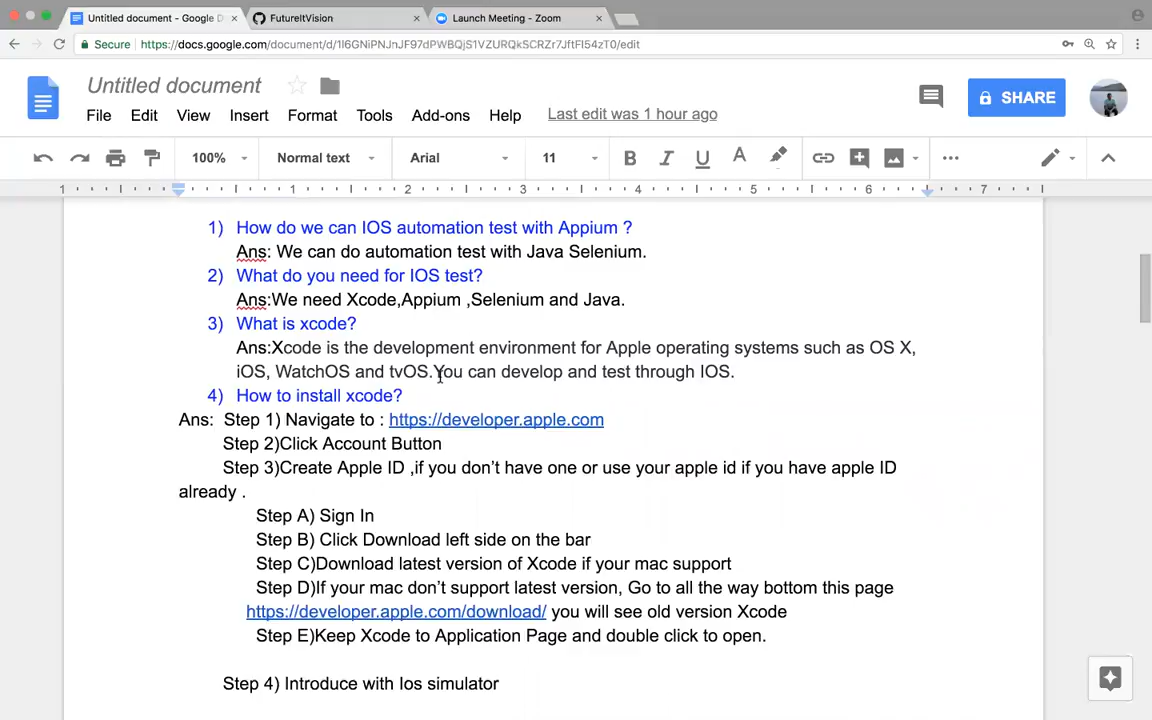 Untitled document - Google D
FutureItVision
Launch Meeting - Zoom
Secure
https://docs.google.com/document/d/1I6GNiPNJnJF97dPWBQjS1VZURQkSCRZr7JftFI54zT0/edit
Untitled document
SHARE
File Edit View Insert Format Tools Add-ons Help Last edit was 1 hour ago
100% Normal text Arial 11 B I U A
1 1 2 3 4 5 6 7
1) How do we can IOS automation test with Appium ?
Ans: We can do automation test with Java Selenium.
2) What do you need for IOS test?
Ans:We need Xcode,Appium ,Selenium and Java.
3) What is xcode?
Ans:Xcode is the development environment for Apple operating systems such as OS X,
iOS, WatchOS and tvOS.You can develop and test through IOS.
4) How to install xcode?
Ans: Step 1) Navigate to : https://developer.apple.com
Step 2)Click Account Button
Step 3)Create Apple ID ,if you don’t have one or use your apple id if you have apple ID
already .
Step A) Sign In
Step B) Click Download left side on the bar
Step C)Download latest version of Xcode if your mac support
Step D)If your mac don’t support latest version, Go to all the way bottom this page
https://developer.apple.com/download/ you will see old version Xcode
Step E)Keep Xcode to Application Page and double click to open.
Step 4) Introduce with Ios simulator